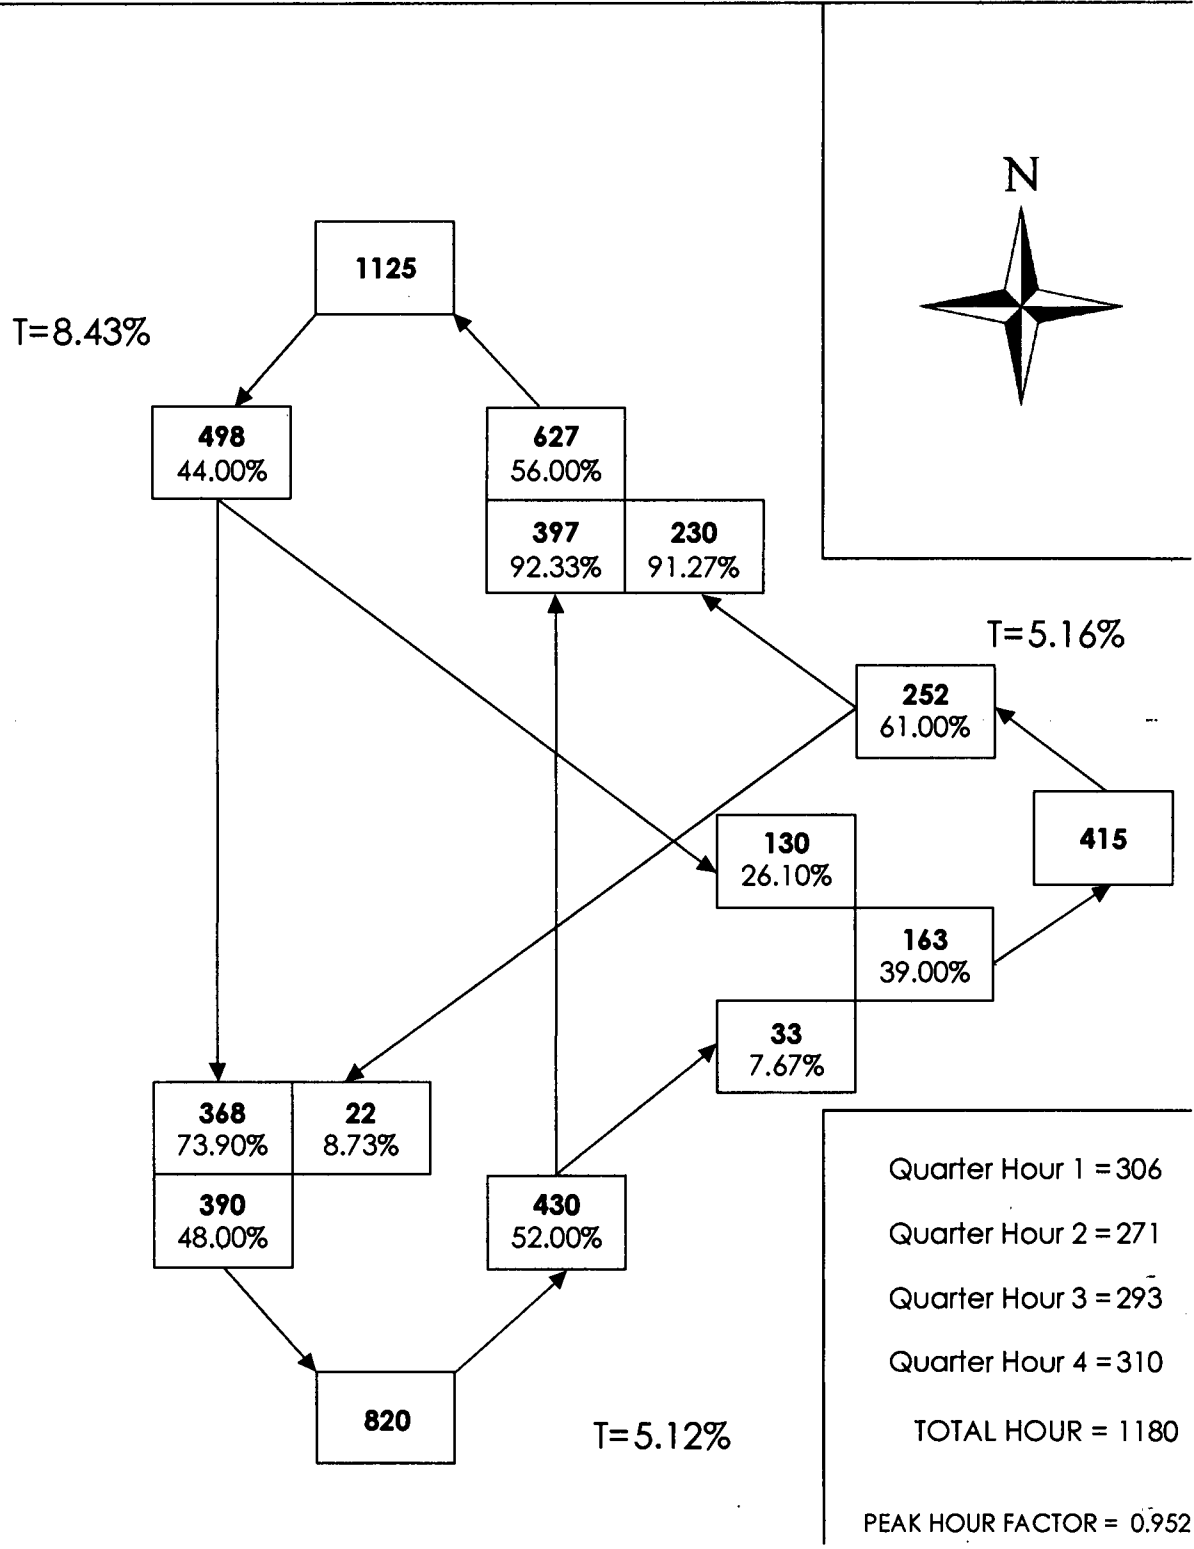 N
1125
T=8.43%
498
44.00%
627
56.00%
397
92.33%
230
91.27%
T=5.16%
252
61.00%
415
130
26.10%
163
39.00%
33
7.67%
368
73.90%
22
8.73%
390
48.00%
430
52.00%
820
T=5.12%
Quarter Hour 1 = 306
Quarter Hour 2 = 271
Quarter Hour 3 = 293
Quarter Hour 4 = 310
TOTAL HOUR = 1180
PEAK HOUR FACTOR = 0.952